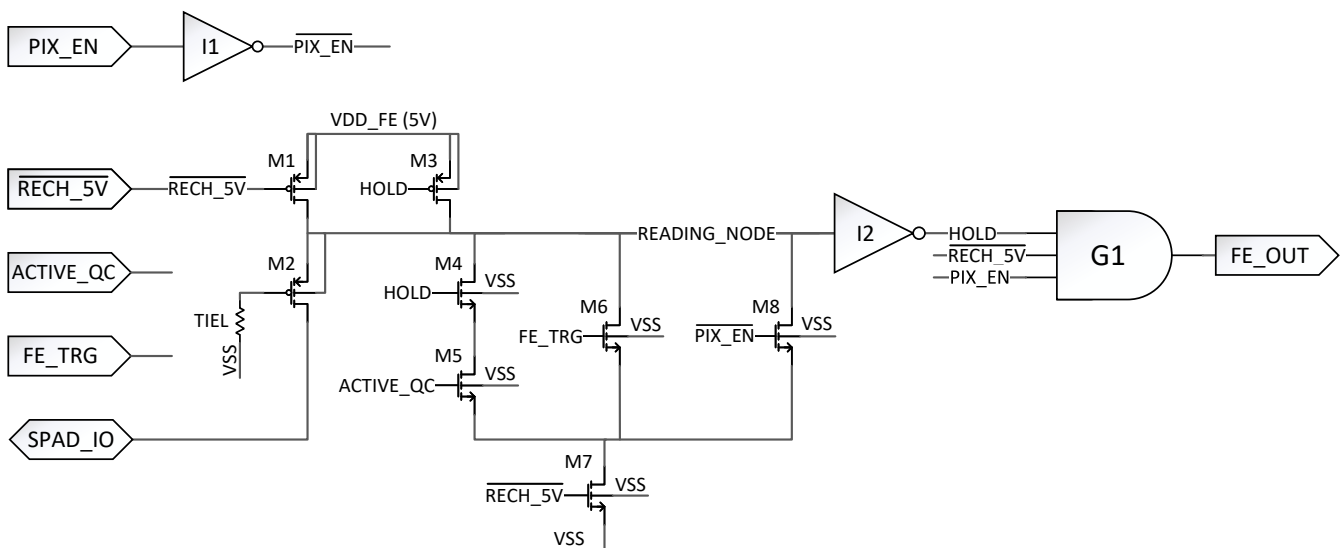 PIX_EN
I1
PIX_EN
VDD_FE (5V)
M1
M3
RECH_5V
RECH_5V
HOLD
READING_NODE
I2
HOLD
RECH_5V
PIX_EN
G1
FE_OUT
ACTIVE_QC
M2
M4
VSS
HOLD
TIEL
VSS
M6
VSS
FE_TRG
M8
VSS
PIX_EN
FE_TRG
M5
VSS
ACTIVE_QC
SPAD_IO
M7
VSS
RECH_5V
VSS